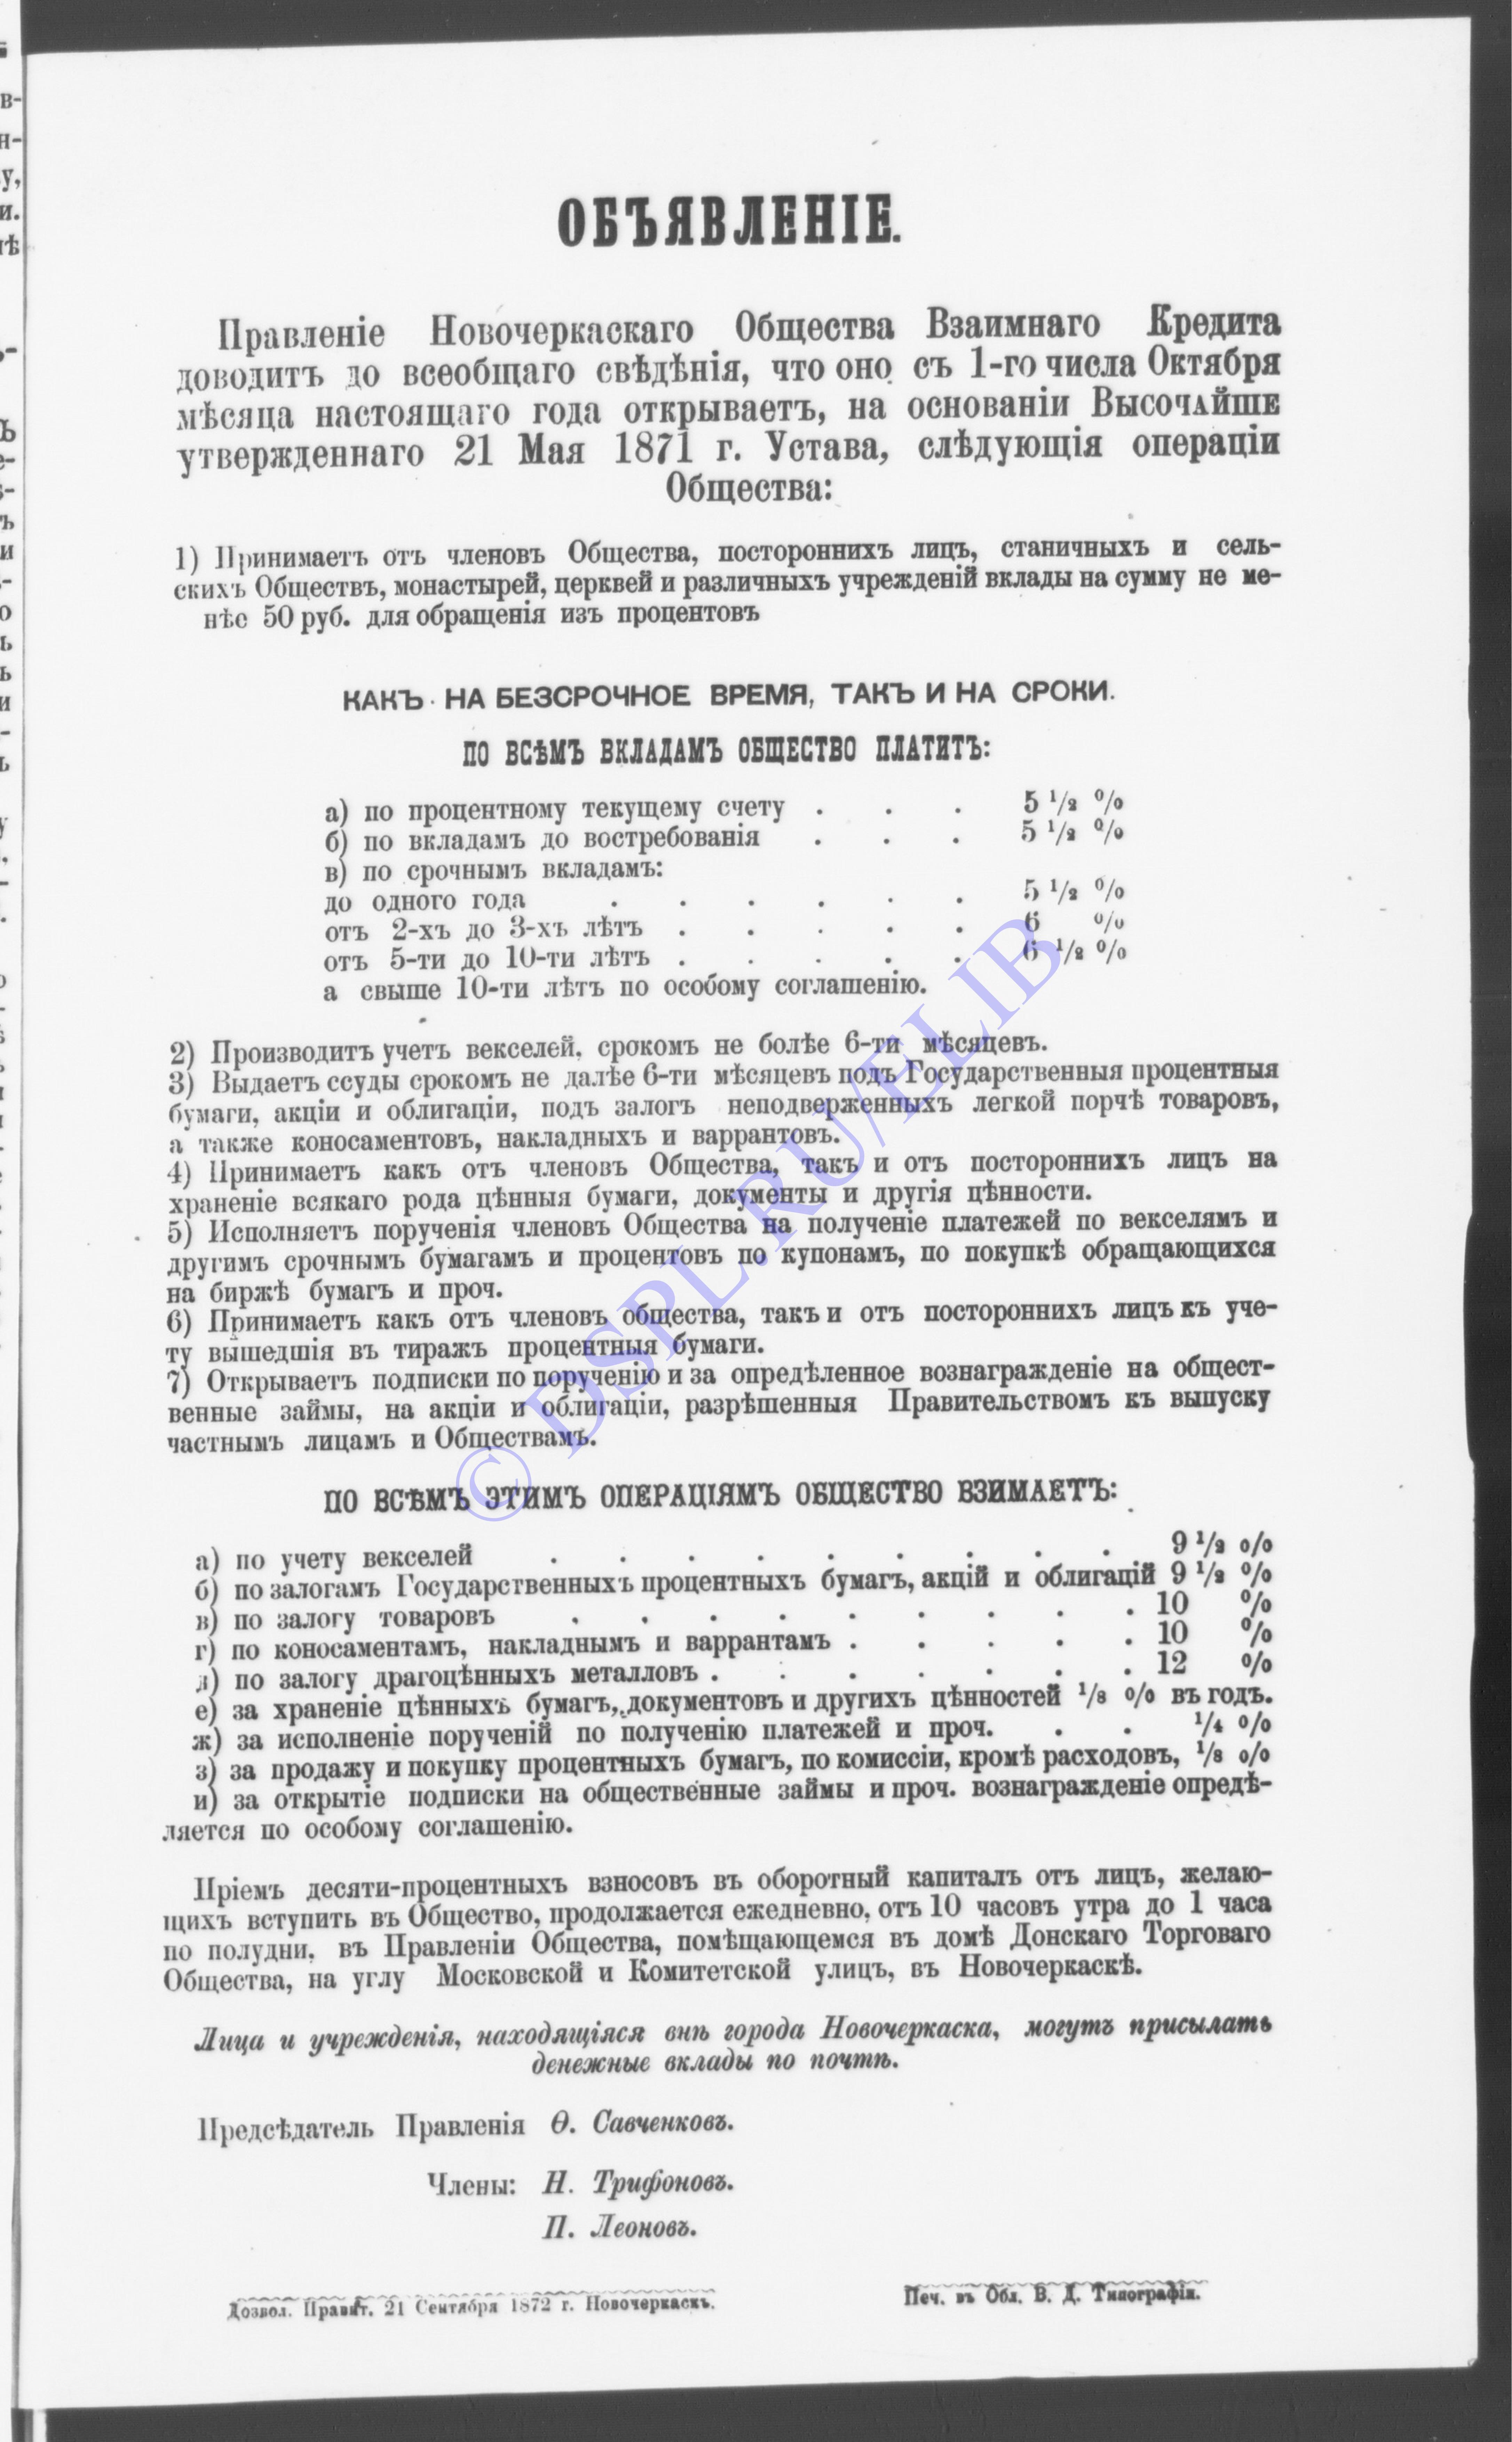 ОБЪЯВЛЕНІЕ.
Правленіе Новочеркаскаго Общества Взаимнаго Кредита
доводитъ до всеобщаго свѣдѣнія, что оно съ 1-го числа Октября
мѣсяца настоящаго года открываетъ, на основаніи ВЫСОЧАЙШЕ
утвержденнаго 21 Мая 1871 г. Устава, слѣдующія операціи
Общества:
1) Принимаетъ отъ членовъ Общества, постороннихъ лицъ, станичныхъ и сель-
скихъ Обществъ, монастырей, церквей и различныхъ учрежденій вклады на сумму не ме-
нѣе 50 руб. для обращенія изъ процентовъ
КАКЪ НА БЕЗСРОЧНОЕ ВРЕМЯ, ТАКЪ И НА СРОКИ.
ПО ВСѢМЪ ВКЛАДАМЪ ОБЩЕСТВО ПЛАТИТЪ:
а) по процентному текущему счету . . . 5 1/2 %
б) по вкладамъ до востребованія . . . 5 1/2 %
в) по срочнымъ вкладамъ:
до одного года . . . . . . 5 1/2 %
отъ 2-хъ до 3-хъ лѣтъ . . . . . 6 %
отъ 5-ти до 10-ти лѣтъ . . . . . 6 1/2 %
а свыше 10-ти лѣтъ по особому соглашенію.
2) Производитъ учетъ векселей, срокомъ не болѣе 6-ти мѣсяцевъ.
3) Выдаетъ ссуды срокомъ не далѣе 6-ти мѣсяцевъ подъ Государственныя процентныя
бумаги, акціи и облигаціи, подъ залогъ неподверженныхъ легкой порчѣ товаровъ,
а также коносаментовъ, накладныхъ и варрантовъ.
4) Принимаетъ какъ отъ членовъ Общества, такъ и отъ постороннихъ лицъ на
храненіе всякаго рода цѣнныя бумаги, документы и другія цѣнности.
5) Исполняетъ порученія членовъ Общества на полученіе платежей по векселямъ и
другимъ срочнымъ бумагамъ и процентовъ по купонамъ, по покупкѣ обращающихся
на биржѣ бумагъ и проч.
6) Принимаетъ какъ отъ членовъ общества, такъ и отъ постороннихъ лицъ къ уче-
ту вышедшія въ тиражъ процентныя бумаги.
7) Открываетъ подписки по порученію и за опредѣленное вознагражденіе на общест-
венные займы, на акціи и облигаціи, разрѣшенныя Правительствомъ къ выпуску
частнымъ лицамъ и Обществамъ.
ПО ВСѢМЪ ЭТИМЪ ОПЕРАЦІЯМЪ ОБЩЕСТВО ВЗИМАЕТЪ:
а) по учету векселей . . . . . . . . . 9 1/2 %
б) по залогамъ Государственныхъ процентныхъ бумагъ, акцій и облигацій 9 1/2 %
в) по залогу товаровъ . . . . . . . . . 10 %
г) по коносаментамъ, накладнымъ и варрантамъ . . . . . 10 %
д) по залогу драгоцѣнныхъ металловъ . . . . . . . 12 %
е) за храненіе цѣнныхъ бумагъ, документовъ и другихъ цѣнностей 1/8 % въ годъ.
ж) за исполненіе порученій по полученію платежей и проч. . . 1/4 %
з) за продажу и покупку процентныхъ бумагъ, по комиссіи, кромѣ расходовъ, 1/8 %
и) за открытіе подписки на общественные займы и проч. вознагражденіе опредѣ-
ляется по особому соглашенію.
Пріемъ десяти-процентныхъ взносовъ въ оборотный капиталъ отъ лицъ, желаю-
щихъ вступить въ Общество, продолжается ежедневно, отъ 10 часовъ утра до 1 часа
по полудни, въ Правленіи Общества, помѣщающемся въ домѣ Донскаго Торговаго
Общества, на углу Московской и Комитетской улицъ, въ Новочеркаскѣ.
Лица и учрежденія, находящіяся внѣ города Новочеркаска, могутъ присылать
денежные вклады по почтѣ.
Предсѣдатель Правленія Ѳ. Савченковъ.
Члены: Н. Трифоновъ.
П. Леоновъ.
Дозвол. Правит. 21 Сентября 1872 г. Новочеркаскъ.
Печ. въ Обл. В. Д. Типографіи.
© DSPL.RU/ELIB